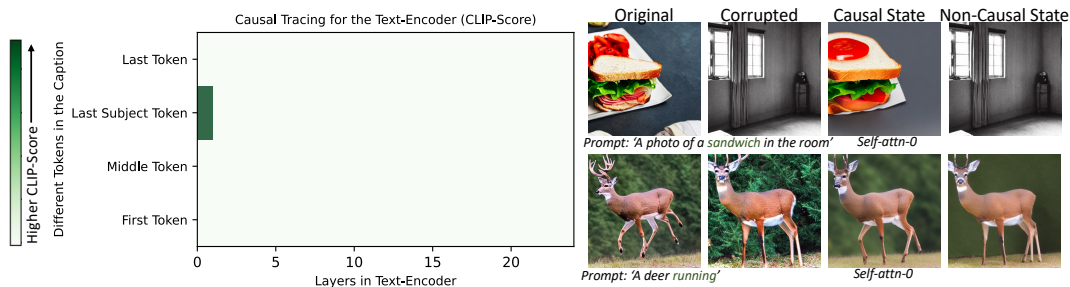 Causal Tracing for the Text-Encoder (CLIP-Score)
Higher CLIP-Score
Different Tokens in the Caption
Last Token
Last Subject Token
Middle Token
First Token
0 5 10 15 20
Layers in Text-Encoder
Original Corrupted Causal State Non-Causal State
Prompt: ‘A photo of a sandwich in the room’ Self-attn-0
Prompt: ‘A deer running’ Self-attn-0